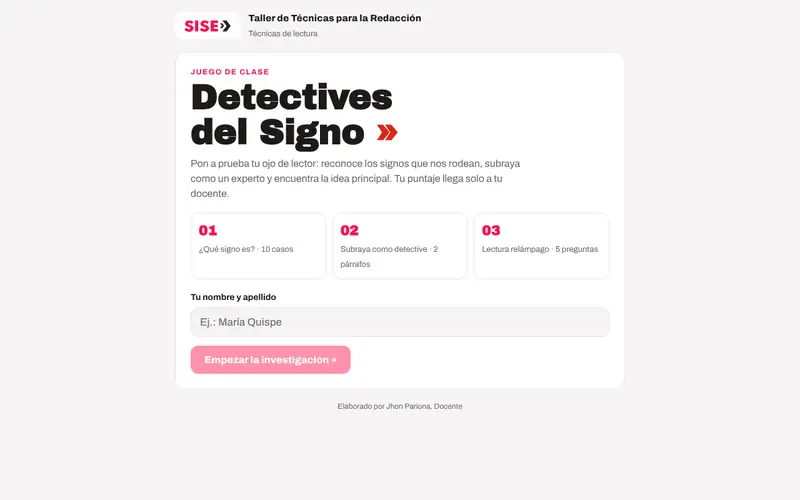 SISE
Taller de Técnicas para la Redacción
Técnicas de lectura
JUEGO DE CLASE
Detectives
del Signo »
Pon a prueba tu ojo de lector: reconoce los signos que nos rodean, subraya
como un experto y encuentra la idea principal. Tu puntaje llega solo a tu
docente.
01
¿Qué signo es? · 10 casos
02
Subraya como detective · 2
párrafos
03
Lectura relámpago · 5 preguntas
Tu nombre y apellido
Ej.: María Quispe
Empezar la investigación »
Elaborado por Jhon Pariona, Docente